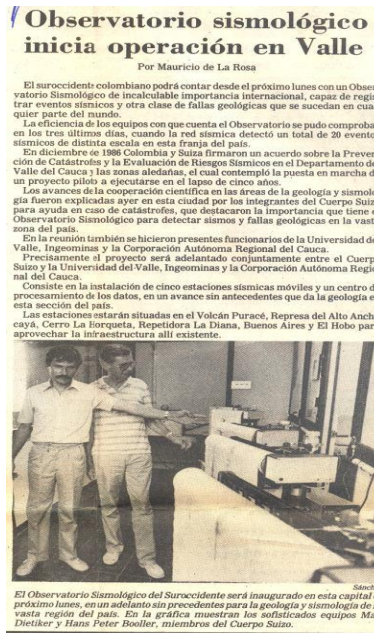 Observatorio sismológico
inicia operación en Valle
Por Mauricio de La Rosa
El suroccidente colombiano podrá contar desde el próximo lunes con un Obser
vatorio Sismológico de incalculable importancia internacional, capaz de regis
trar eventos sísmicos y otra clase de fallas geológicas que se sucedan en cual
quier parte del mundo.
La eficiencia de los equipos con que cuenta el Observatorio se pudo comproba
en los tres últimos días, cuando la red sísmica detectó un total de 20 evento
sísmicos de distinta escala en esta franja del país.
En diciembre de 1986 Colombia y Suiza firmaron un acuerdo sobre la Preven
ción de Catástrofes y la Evaluación de Riesgos Sísmicos en el Departamento de
Valle del Cauca y las zonas aledañas, el cual contempló la puesta en marcha d
un proyecto piloto a ejecutarse en el lapso de cinco años.
Los avances de la cooperación científica en las áreas de la geología y sismolo
gía fueron explicadas ayer en esta ciudad por los integrantes del Cuerpo Suiz
para ayuda en caso de catástrofes, que destacaron la importancia que tiene e
Observatorio Sismológico para detectar sismos y fallas geológicas en la vast
zona del país.
En la reunión también se hicieron presentes funcionarios de la Universidad de
Valle, Ingeominas y la Corporación Autónoma Regional del Cauca.
Precisamente el proyecto será adelantado conjuntamente entre el Cuerp
Suizo y la Universidad del Valle, Ingeominas y la Corporación Autónoma Regio
nal del Cauca.
Consiste en la instalación de cinco estaciones sísmicas móviles y un centro d
procesamiento de los datos, en un avance sin antecedentes que da la geología e
esta sección del país.
Las estaciones estarán situadas en el Volcán Puracé, Represa del Alto Anch
cayá, Cerro La Horqueta, Repetidora La Diana, Buenos Aires y El Hobo par
aprovechar la infraestructura allí existente.
Sánch
El Observatorio Sismológico del Suroccidente será inaugurado en esta capital e
próximo lunes, en un adelanto sin precedentes para la geología y sismología de
vasta región del país. En la gráfica muestran los sofisticados equipos Ma
Dietiker y Hans Peter Booller, miembros del Cuerpo Suizo.